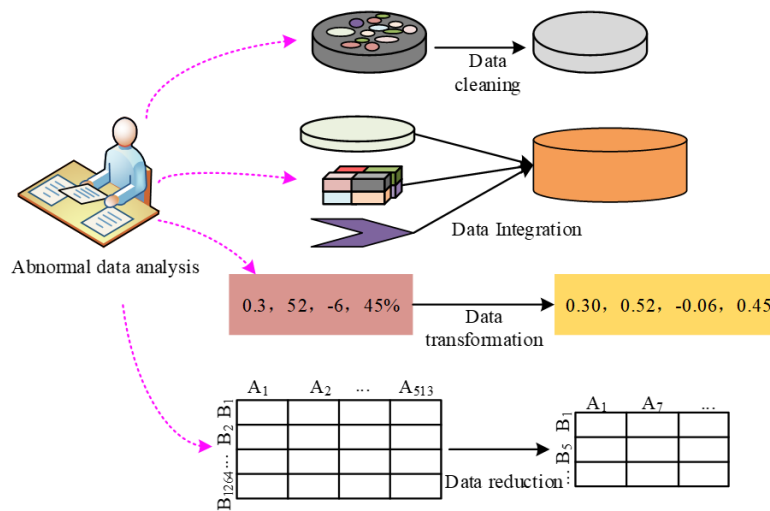 Data
cleaning
Data Integration
Abnormal data analysis
0.3，52，-6，45%
Data
transformation
0.30，0.52，-0.06，0.45
A₁ A₂ ... A₅₁₃
B₁
B₂
...
B₁₂₆₄
Data reduction
A₁ A₇ ...
B₁
B₅
...